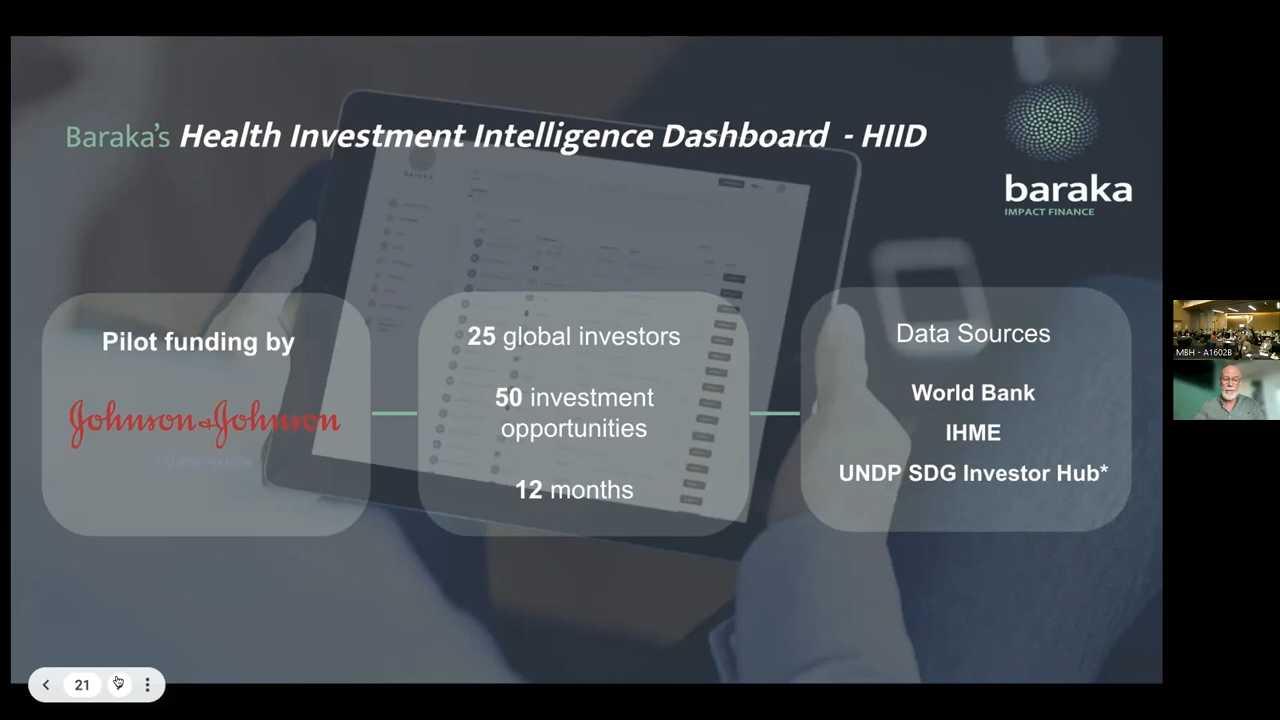 Baraka's Health Investment Intelligence Dashboard - HIID
baraka
IMPACT FINANCE
Pilot funding by
Johnson & Johnson
25 global investors
50 investment
opportunities
12 months
Data Sources
World Bank
IHME
UNDP SDG Investor Hub*
MBH - A1602B
21